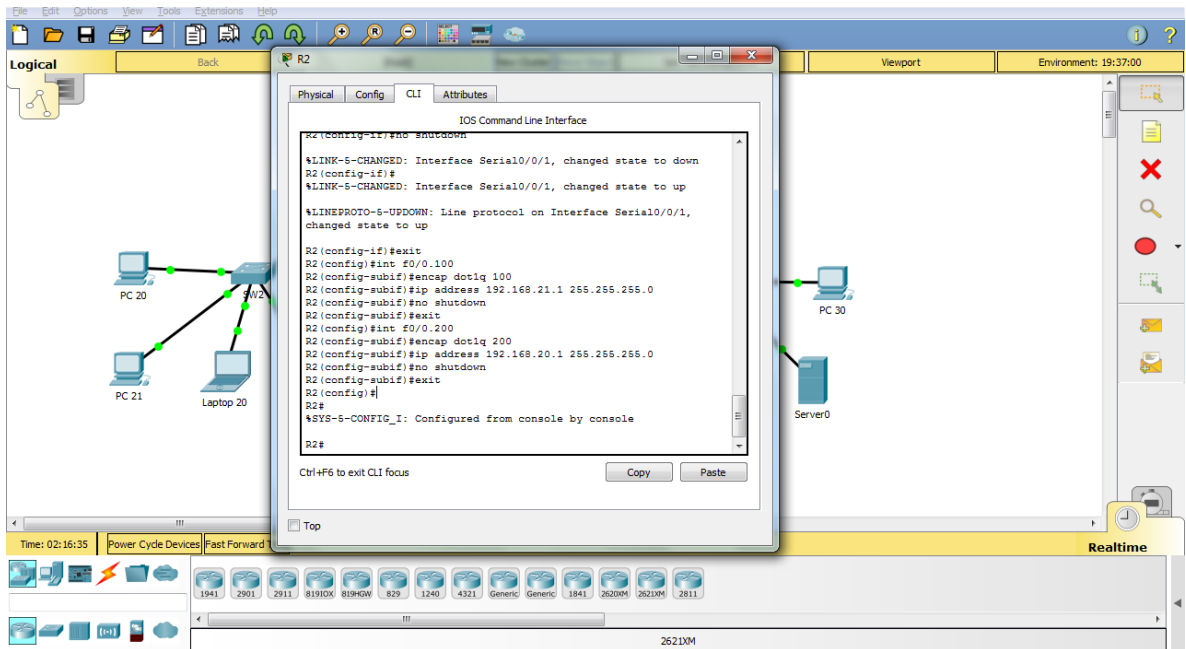 File Edit Options View Tools Extensions Help
Logical
Back
Viewport
Environment: 19:37:00
R2
Physical Config CLI Attributes
IOS Command Line Interface
R2(config-if)#no shutdown
%LINK-5-CHANGED: Interface Serial0/0/1, changed state to down
R2(config-if)#
%LINK-5-CHANGED: Interface Serial0/0/1, changed state to up
%LINEPROTO-5-UPDOWN: Line protocol on Interface Serial0/0/1,
changed state to up
R2(config-if)#exit
R2(config)#int f0/0.100
R2(config-subif)#encap dot1q 100
R2(config-subif)#ip address 192.168.21.1 255.255.255.0
R2(config-subif)#no shutdown
R2(config-subif)#exit
R2(config)#int f0/0.200
R2(config-subif)#encap dot1q 200
R2(config-subif)#ip address 192.168.20.1 255.255.255.0
R2(config-subif)#no shutdown
R2(config-subif)#exit
R2(config)#
R2#
%SYS-5-CONFIG_I: Configured from console by console
R2#
Ctrl+F6 to exit CLI focus
Copy
Paste
Top
PC 20
SW2
PC 21
Laptop 20
PC 30
Server0
Time: 02:16:35
Power Cycle Devices
Fast Forward
Realtime
1941 2901 2911 819IOX 819HGW 829 1240 4321 Generic Generic 1841 2620XM 2621XM 2811
2621XM